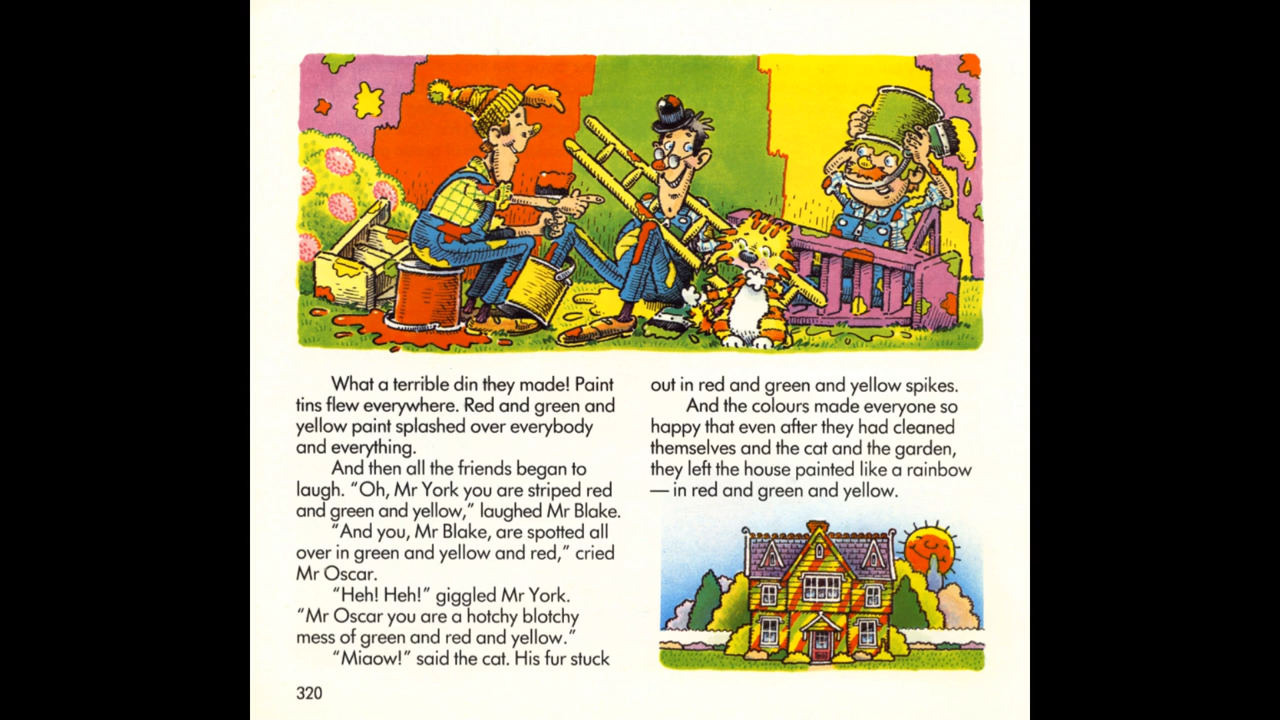 What a terrible din they made! Paint
tins flew everywhere. Red and green and
yellow paint splashed over everybody
and everything.
And then all the friends began to
laugh. “Oh, Mr York you are striped red
and green and yellow,” laughed Mr Blake.
“And you, Mr Blake, are spotted all
over in green and yellow and red,” cried
Mr Oscar.
“Heh! Heh!” giggled Mr York.
“Mr Oscar you are a hotchy blotchy
mess of green and red and yellow.”
“Miaow!” said the cat. His fur stuck
out in red and green and yellow spikes.
And the colours made everyone so
happy that even after they had cleaned
themselves and the cat and the garden,
they left the house painted like a rainbow
— in red and green and yellow.
320